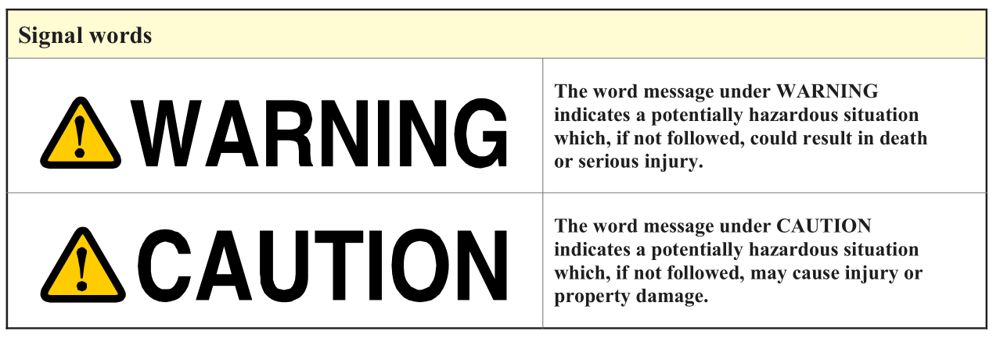 Signal words
WARNING
The word message under WARNING
indicates a potentially hazardous situation
which, if not followed, could result in death
or serious injury.
CAUTION
The word message under CAUTION
indicates a potentially hazardous situation
which, if not followed, may cause injury or
property damage.